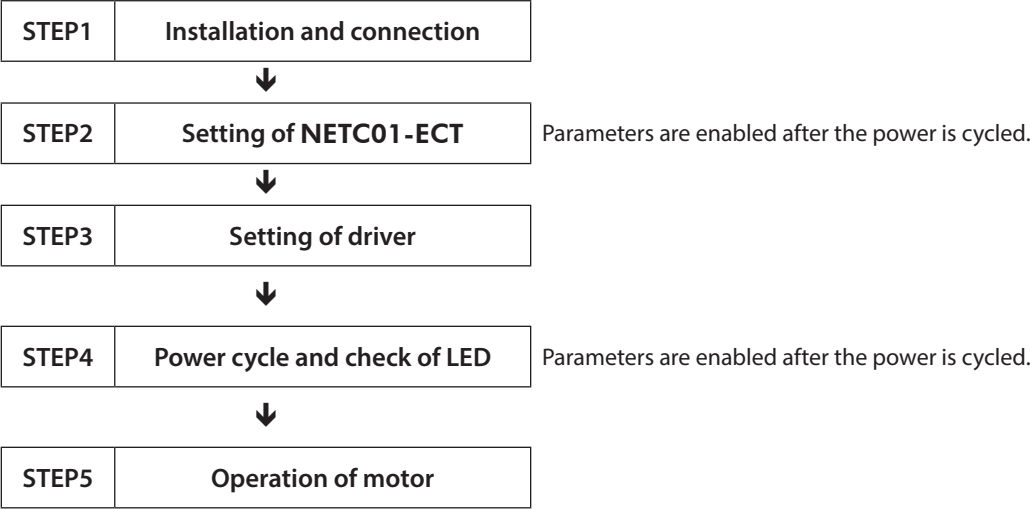 STEP1 Installation and connection
STEP2 Setting of NETC01-ECT Parameters are enabled after the power is cycled.
STEP3 Setting of driver
STEP4 Power cycle and check of LED Parameters are enabled after the power is cycled.
STEP5 Operation of motor